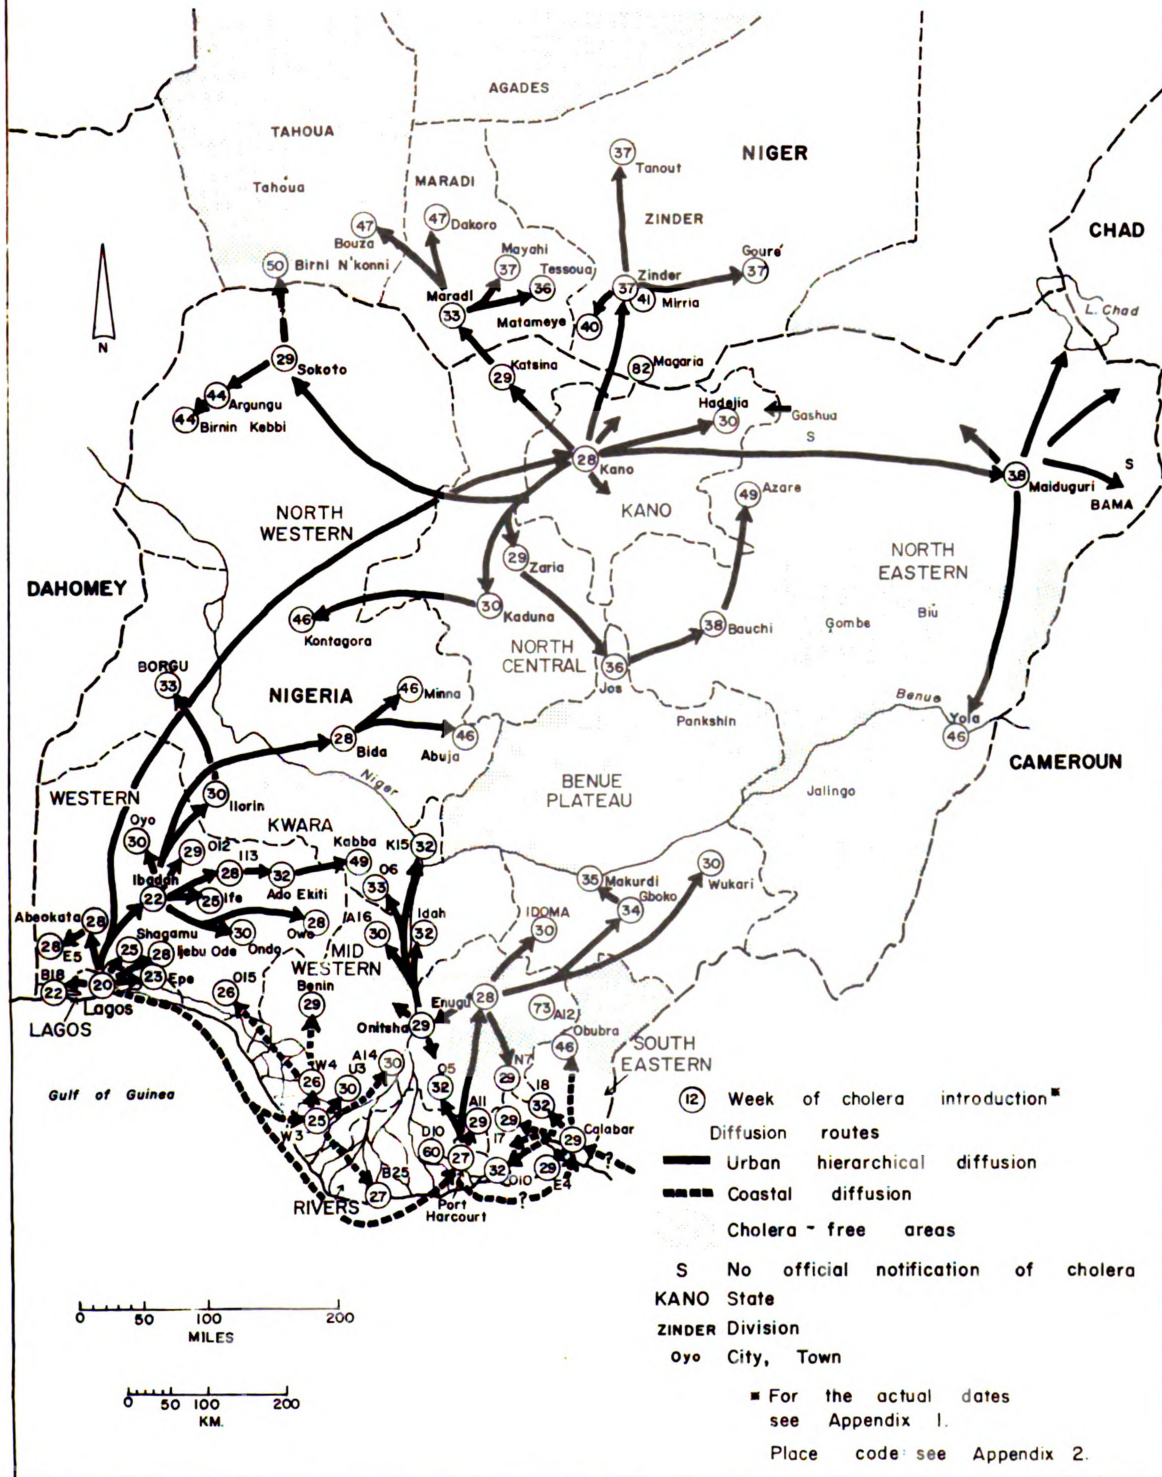 AGADES
TAHOUA
37
NIGER
Tanout
Tahoua
MARADI
47
47
Dakoro
ZINDER
Bouza
CHAD
Mayahi
Goure
50
Birni N'konni
37
Tessoua
Zinder
37
36
37
41
Mirria
Maradi
33
Matameye
40
L. Chad
N
29
Sokoto
Katsina
29
82
Magaria
44
Argungu
44
Birnin Kebbi
Hadejia
30
Gashua
S
28
Kano
38
Maiduguri
S
BAMA
49
Azare
NORTH
WESTERN
KANO
29
Zaria
NORTH
EASTERN
DAHOMEY
46
Kontagora
30
Kaduna
38
Bauchi
Gombe
Biu
NORTH
CENTRAL
BORGU
33
36
Jos
NIGERIA
46
Minna
Benue
Pankshin
Yola
46
28
Bida
46
Abuja
CAMEROUN
Niger
BENUE
PLATEAU
Jalingo
WESTERN
30
Ilorin
Oyo
30
KWARA
O12
29
K15
32
Kabba
49
I13
28
32
Ado Ekiti
O6
33
35
Makurdi
30
Wukari
Ibadan
22
25
Ife
Gboko
34
Abeokata
28
28
Owo
A16
30
Idah
32
IDOMA
30
28
E5
Shagamu
25
30
Ondo
Ijebu Ode
28
MID
WESTERN
B18
22
20
Lagos
23
Epe
O15
26
Benin
29
Enugu
28
73
A12
LAGOS
Onitsha
29
Obubra
46
SOUTH
EASTERN
Gulf of Guinea
W4
26
U3
30
A14
30
O5
32
N7
29
W3
25
A11
29
I7
29
I8
32
29
Calabar
D10
60
27
32
O10
29
E4
?
B25
27
RIVERS
Port
Harcourt
?
12 Week of cholera introduction*
Diffusion routes
Urban hierarchical diffusion
Coastal diffusion
Cholera - free areas
S No official notification of cholera
KANO State
ZINDER Division
Oyo City, Town
0 50 100 200
MILES
0 50 100 200
KM.
* For the actual dates
see Appendix 1.
Place code: see Appendix 2.